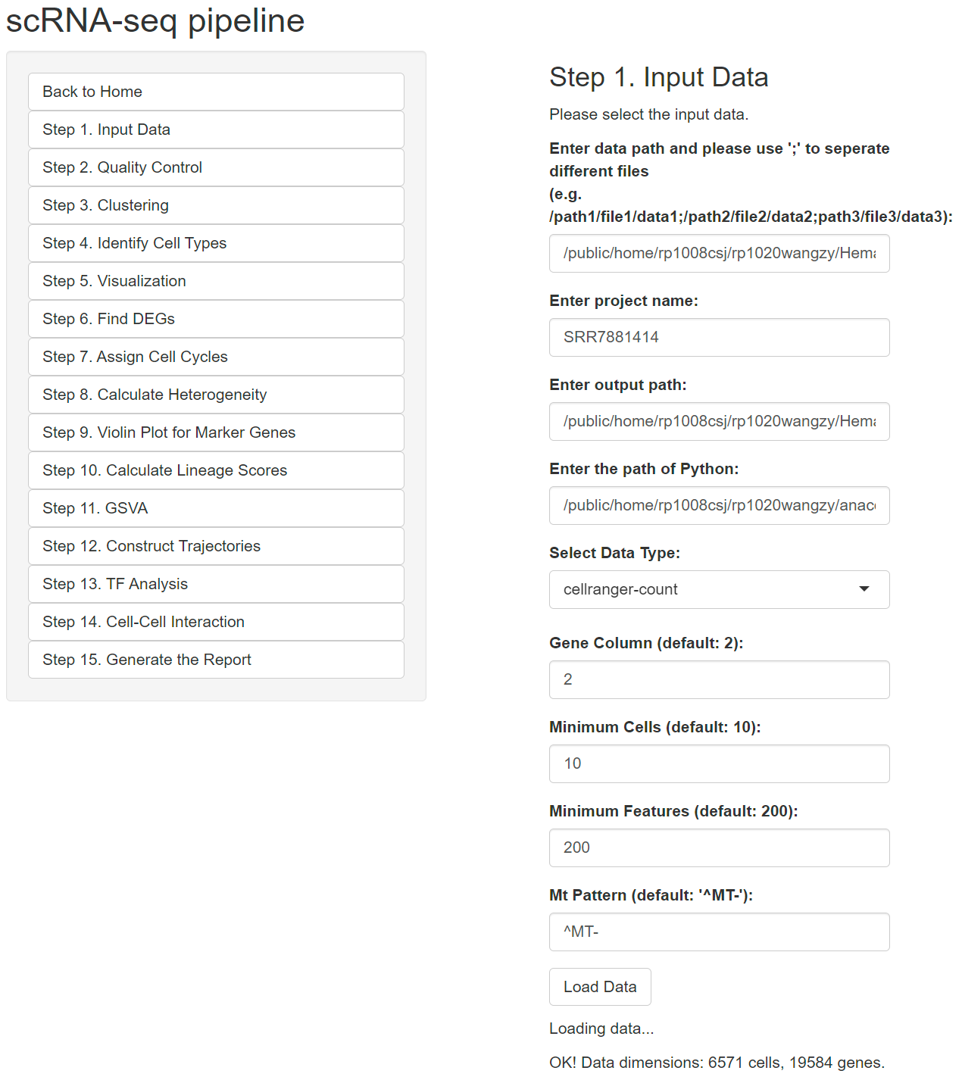 scRNA-seq pipeline
Back to Home
Step 1. Input Data
Step 2. Quality Control
Step 3. Clustering
Step 4. Identify Cell Types
Step 5. Visualization
Step 6. Find DEGs
Step 7. Assign Cell Cycles
Step 8. Calculate Heterogeneity
Step 9. Violin Plot for Marker Genes
Step 10. Calculate Lineage Scores
Step 11. GSVA
Step 12. Construct Trajectories
Step 13. TF Analysis
Step 14. Cell-Cell Interaction
Step 15. Generate the Report
Step 1. Input Data
Please select the input data.
Enter data path and please use ';' to seperate
different files
(e.g.
/path1/file1/data1;/path2/file2/data2;path3/file3/data3):
/public/home/rp1008csj/rp1020wangzy/Hema
Enter project name:
SRR7881414
Enter output path:
/public/home/rp1008csj/rp1020wangzy/Hema
Enter the path of Python:
/public/home/rp1008csj/rp1020wangzy/anaco
Select Data Type:
cellranger-count
Gene Column (default: 2):
2
Minimum Cells (default: 10):
10
Minimum Features (default: 200):
200
Mt Pattern (default: '^MT-'):
^MT-
Load Data
Loading data...
OK! Data dimensions: 6571 cells, 19584 genes.